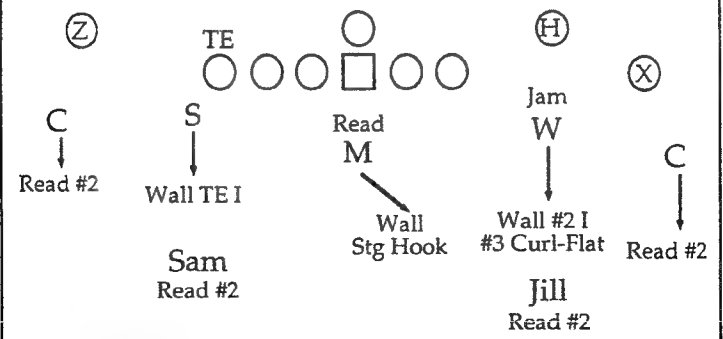 Z
H
TE
X
Jam
C
S
Read
W
M
C
Read #2
Wall TE I
Wall
Stg Hook
Wall #2 I
#3 Curl-Flat
Read #2
Sam
Read #2
Jill
Read #2